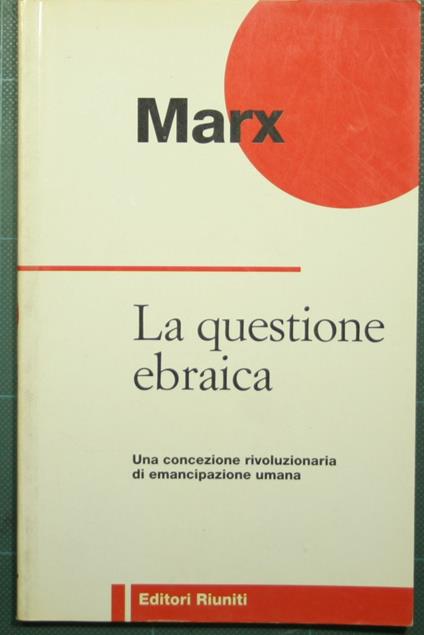 Marx
La questione
ebraica
Una concezione rivoluzionaria
di emancipazione umana
Editori Riuniti